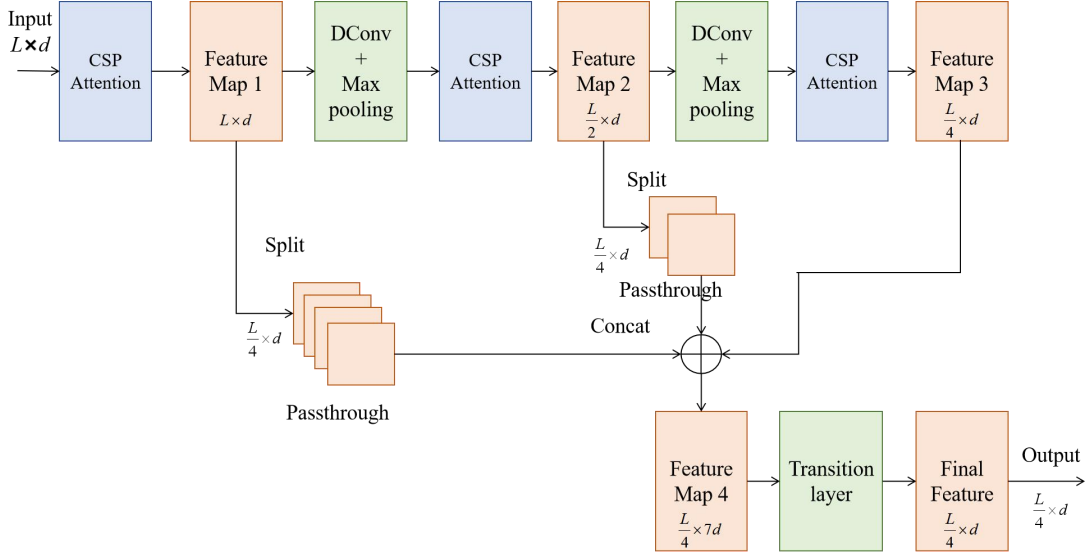 Input
L×d
CSP
Attention
Feature
Map 1
L×d
DConv
+
Max
pooling
CSP
Attention
Feature
Map 2
L/2 × d
DConv
+
Max
pooling
CSP
Attention
Feature
Map 3
L/4 × d
Split
L/4 × d
Passthrough
Split
L/4 × d
Passthrough
Concat
Feature
Map 4
L/4 × 7d
Transition
layer
Final
Feature
L/4 × d
Output
L/4 × d